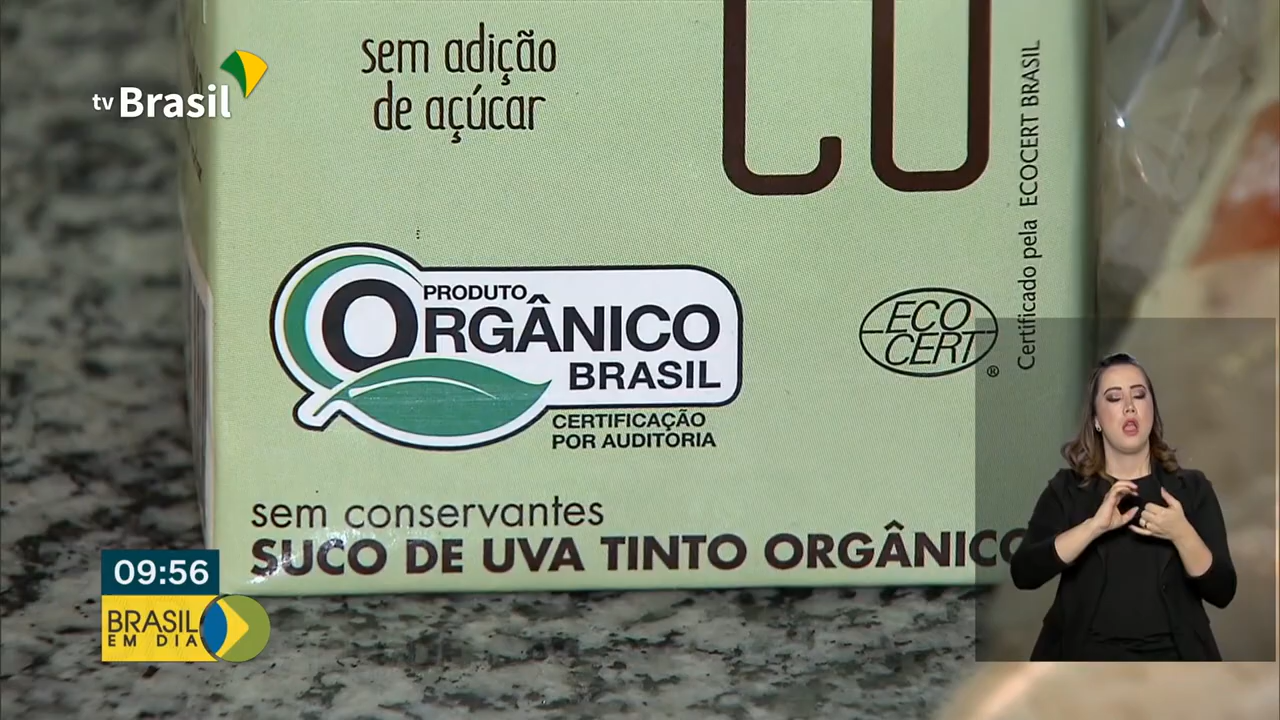 sem adição
de açúcar
tv Brasil
PRODUTO
ORGÂNICO
BRASIL
CERTIFICAÇÃO
POR AUDITORIA
ECO
CERT
®
Certificado pela ECOCERT BRASIL
sem conservantes
SUCO DE UVA TINTO ORGÂNICO
09:56
BRASIL
EM DIA